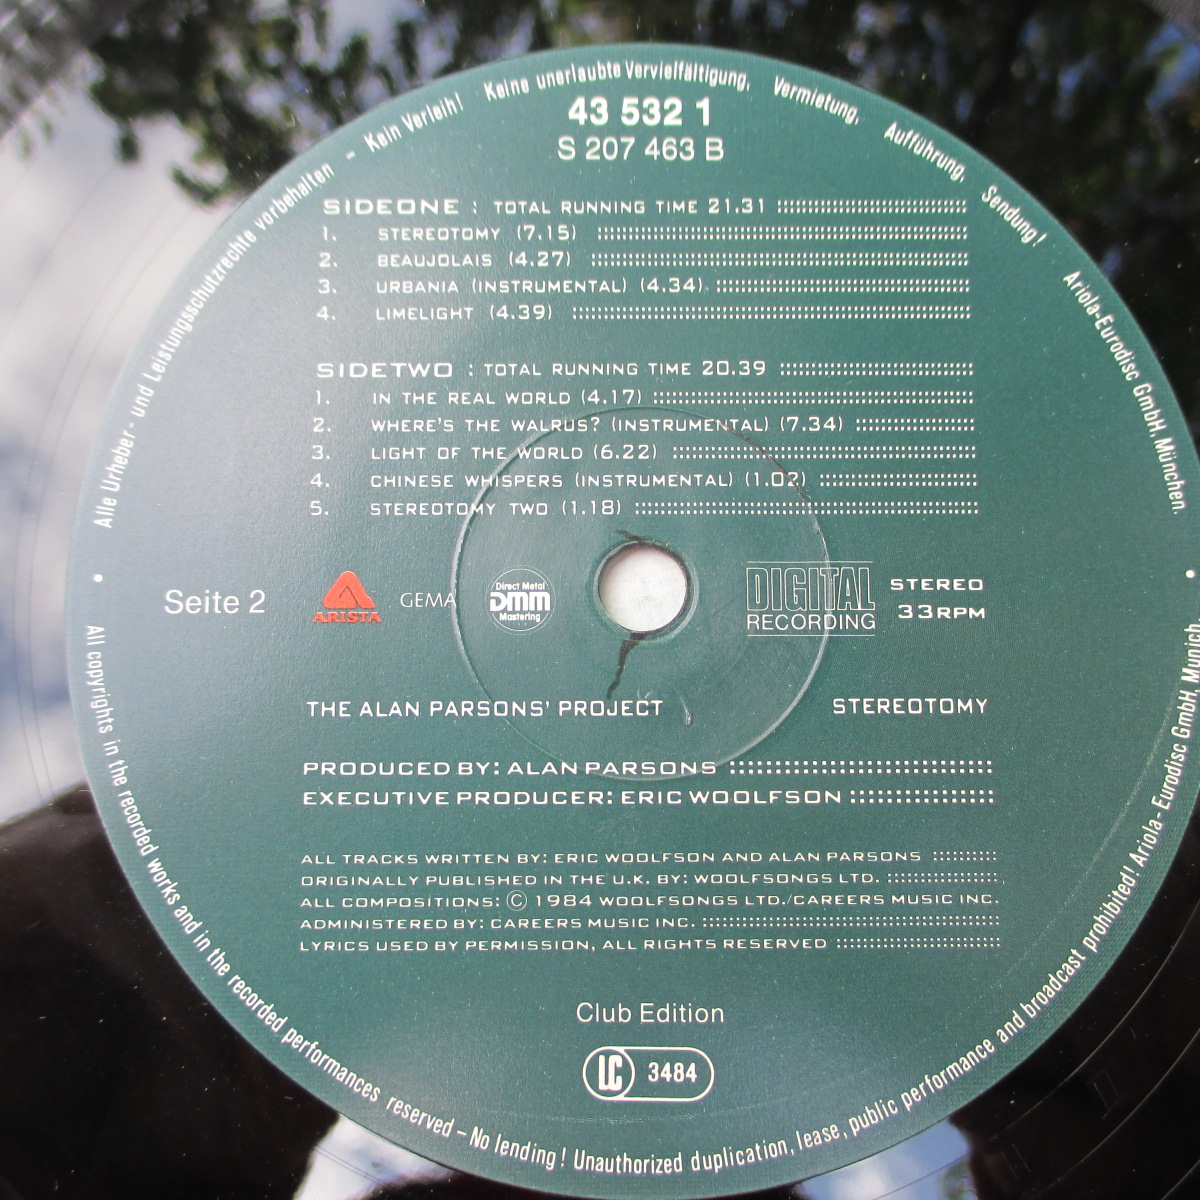 Alle Urheber- und Leistungsschutzrechte vorbehalten – Kein Verleih! Keine unerlaubte Vervielfältigung, Vermietung, Aufführung, Sendung! Ariola-Eurodisc GmbH, München.
43 532 1
S 207 463 B
SIDEONE : TOTAL RUNNING TIME 21.31
1. STEREOTOMY (7.15)
2. BEAUJOLAIS (4.27)
3. URBANIA (INSTRUMENTAL) (4.34)
4. LIMELIGHT (4.39)
SIDETWO : TOTAL RUNNING TIME 20.39
1. IN THE REAL WORLD (4.17)
2. WHERE'S THE WALRUS? (INSTRUMENTAL) (7.34)
3. LIGHT OF THE WORLD (6.22)
4. CHINESE WHISPERS (INSTRUMENTAL) (1.02)
5. STEREOTOMY TWO (1.18)
Seite 2
ARISTA
GEMA
Direct Metal
DMM
Mastering
DIGITAL
RECORDING
STEREO
33RPM
THE ALAN PARSONS' PROJECT STEREOTOMY
PRODUCED BY: ALAN PARSONS
EXECUTIVE PRODUCER: ERIC WOOLFSON
ALL TRACKS WRITTEN BY: ERIC WOOLFSON AND ALAN PARSONS
ORIGINALLY PUBLISHED IN THE U.K. BY: WOOLFSONGS LTD.
ALL COMPOSITIONS: © 1984 WOOLFSONGS LTD./CAREERS MUSIC INC.
ADMINISTERED BY: CAREERS MUSIC INC.
LYRICS USED BY PERMISSION, ALL RIGHTS RESERVED
Club Edition
LC 3484
All copyrights in the recorded works and in the recorded performances reserved – No lending! Unauthorized duplication, lease, public performance and broadcast prohibited! Ariola-Eurodisc GmbH, Munich.